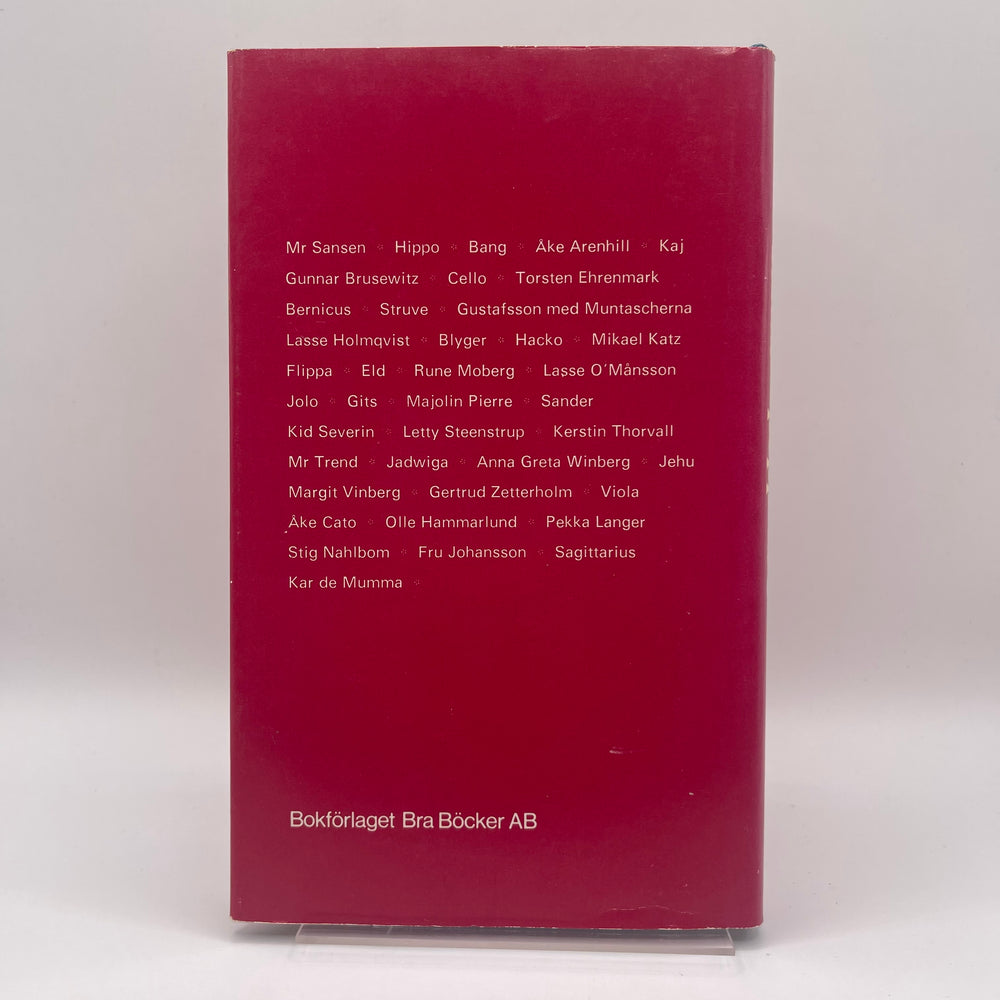 Mr Sansen * Hippo * Bang * Åke Arenhill * Kaj
Gunnar Brusewitz * Cello * Torsten Ehrenmark
Bernicus * Struve * Gustafsson med Muntascherna
Lasse Holmqvist * Blyger * Hacko * Mikael Katz
Flippa * Eld * Rune Moberg * Lasse O'Månsson
Jolo * Gits * Majolin Pierre * Sander
Kid Severin * Letty Steenstrup * Kerstin Thorvall
Mr Trend * Jadwiga * Anna Greta Winberg * Jehu
Margit Vinberg * Gertrud Zetterholm * Viola
Åke Cato * Olle Hammarlund * Pekka Langer
Stig Nahlbom * Fru Johansson * Sagittarius
Kar de Mumma *
Bokförlaget Bra Böcker AB